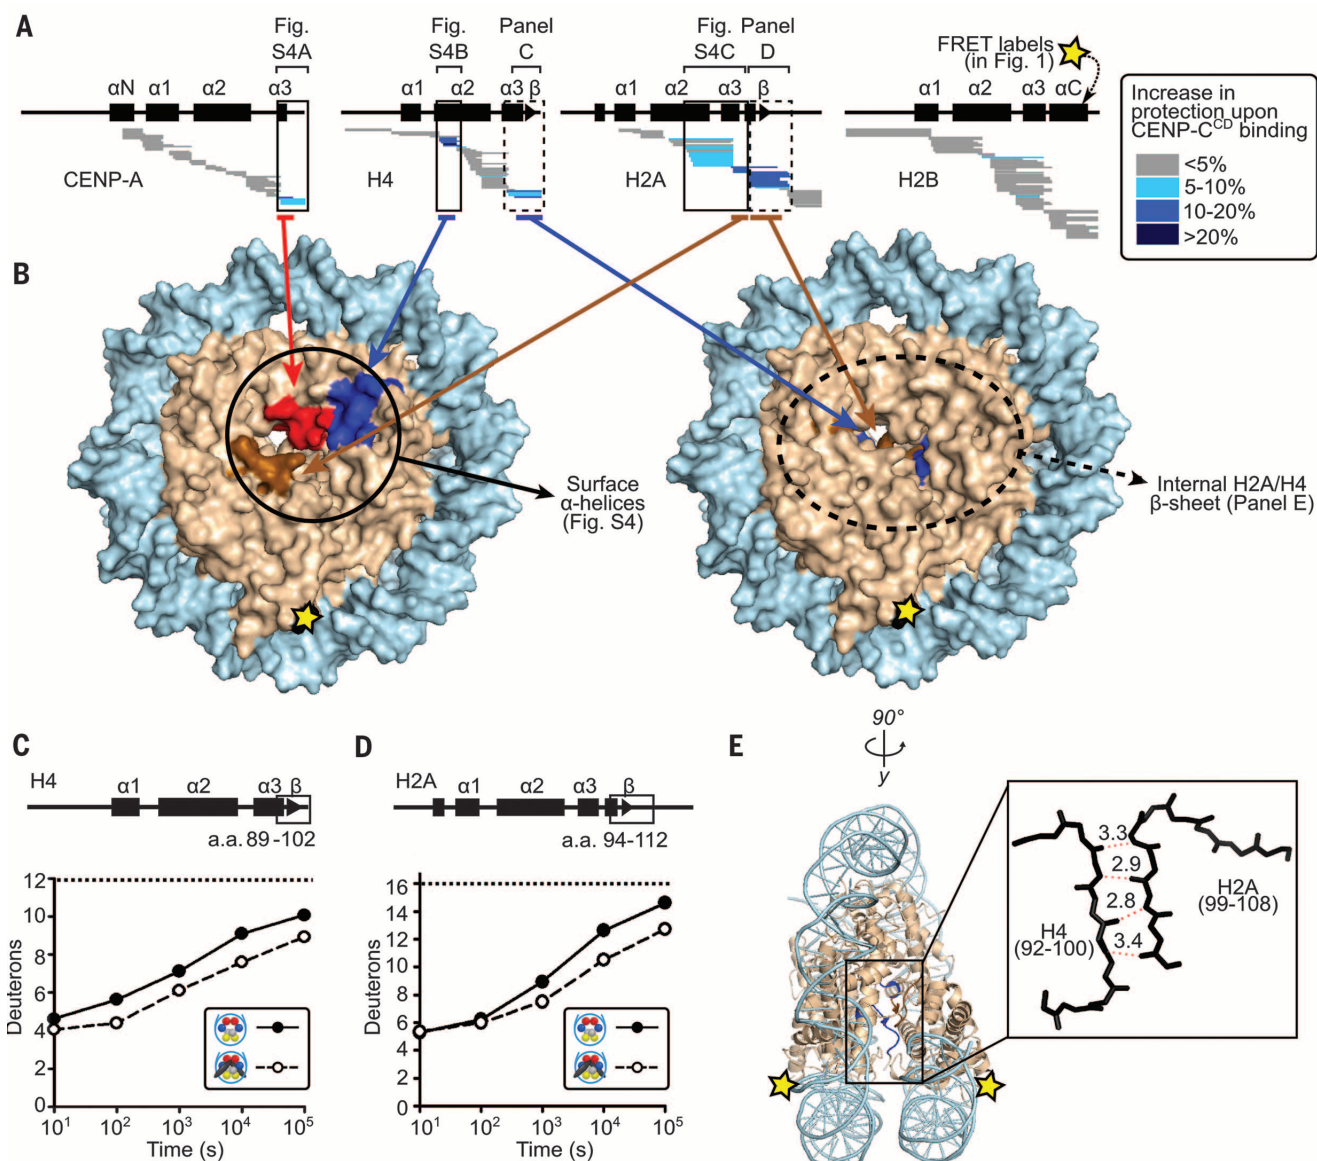 A
Fig.
S4A
Fig.
S4B
Panel
C
Fig.
S4C
Panel
D
FRET labels
(in Fig. 1)
αN α1 α2 α3
α1 α2 α3 β
α1 α2 α3 β
α1 α2 α3 αC
CENP-A
H4
H2A
H2B
Increase in
protection upon
CENP-Cᶜᴰ binding
<5%
5-10%
10-20%
>20%
B
Surface
α-helices
(Fig. S4)
Internal H2A/H4
β-sheet (Panel E)
C
H4
α1 α2 α3 β
a.a. 89-102
Deuterons
12
10
8
6
4
2
0
10¹ 10² 10³ 10⁴ 10⁵
Time (s)
D
H2A
α1 α2 α3 β
a.a. 94-112
Deuterons
16
14
12
10
8
6
4
2
0
10¹ 10² 10³ 10⁴ 10⁵
Time (s)
E
90°
y
3.3
2.9
2.8
3.4
H4
(92-100)
H2A
(99-108)